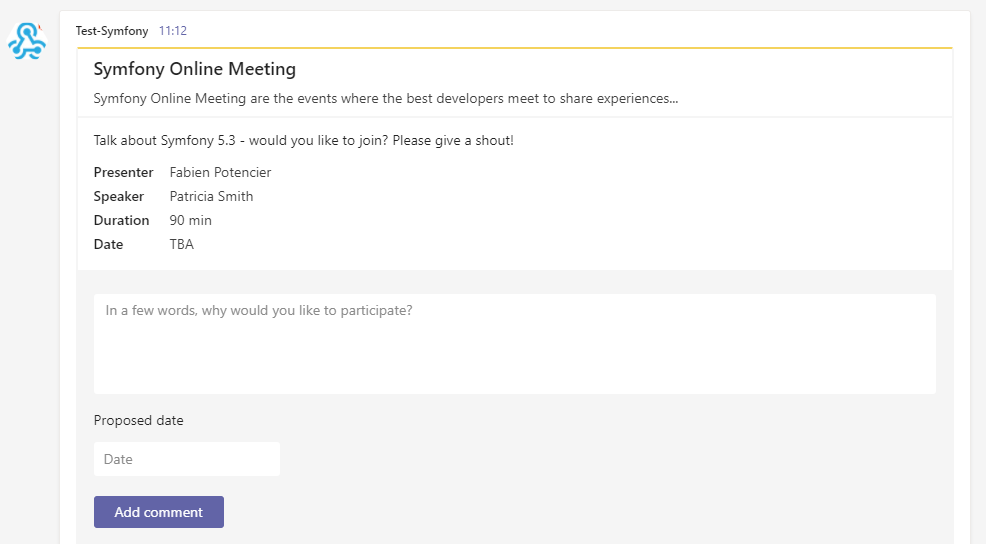 Test-Symfony 11:12
Symfony Online Meeting
Symfony Online Meeting are the events where the best developers meet to share experiences...
Talk about Symfony 5.3 - would you like to join? Please give a shout!
Presenter Fabien Potencier
Speaker Patricia Smith
Duration 90 min
Date TBA
In a few words, why would you like to participate?
Proposed date
Date
Add comment